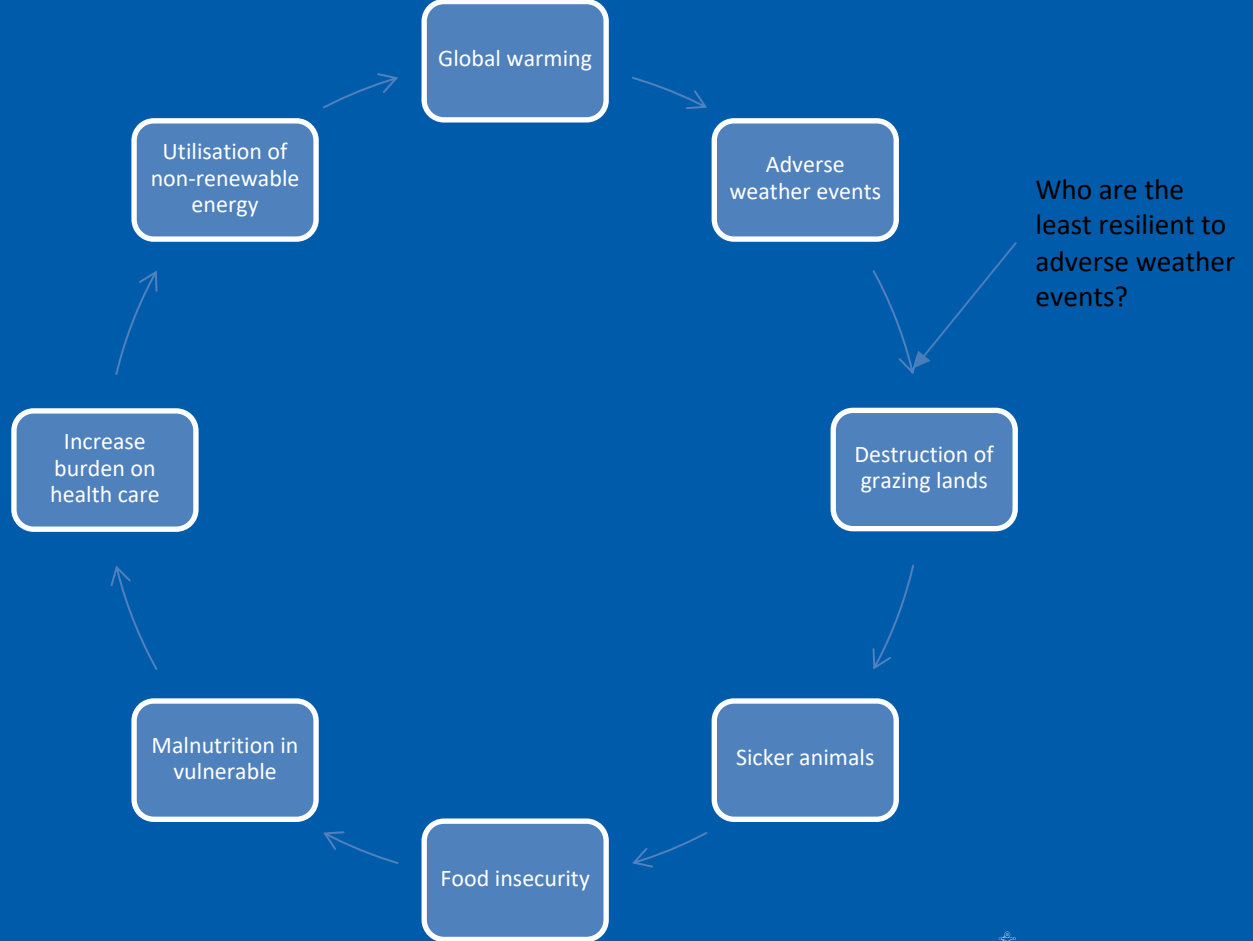 Global warming
Adverse
weather events
Who are the
least resilient to
adverse weather
events?
Destruction of
grazing lands
Sicker animals
Food insecurity
Malnutrition in
vulnerable
Increase
burden on
health care
Utilisation of
non-renewable
energy